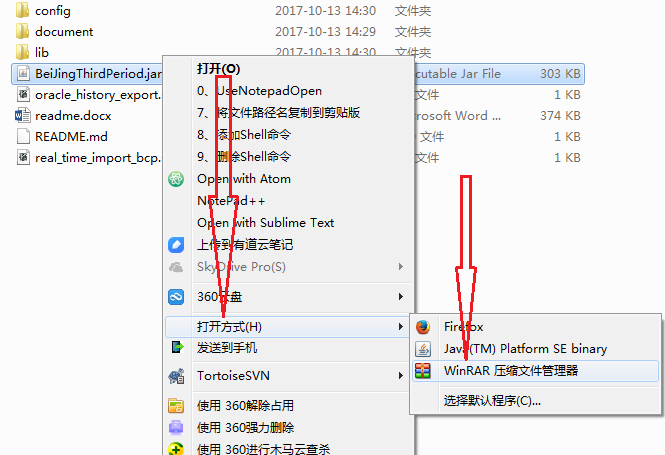 config 2017-10-13 14:30 文件夹
document 2017-10-13 14:29 文件夹
lib 2017-10-13 14:30 文件夹
BeiJingThirdPeriod.jar cutable Jar File 303 KB
oracle_history_export. 文件 1 KB
readme.docx rosoft Word ... 374 KB
README.md 文件 1 KB
real_time_import_bcp. 文件 1 KB
打开(O)
0、UseNotepadOpen
7、将文件路径名复制到剪贴版
8、添加Shell命令
9、删除Shell命令
Open with Atom
NotePad++
Open with Sublime Text
上传到有道云笔记
SkyDrive Pro(S)
360云盘
打开方式(H)
发送到手机
TortoiseSVN
使用 360解除占用
使用 360强力删除
使用 360进行木马云查杀
Firefox
Java(TM) Platform SE binary
WinRAR 压缩文件管理器
选择默认程序(C)...